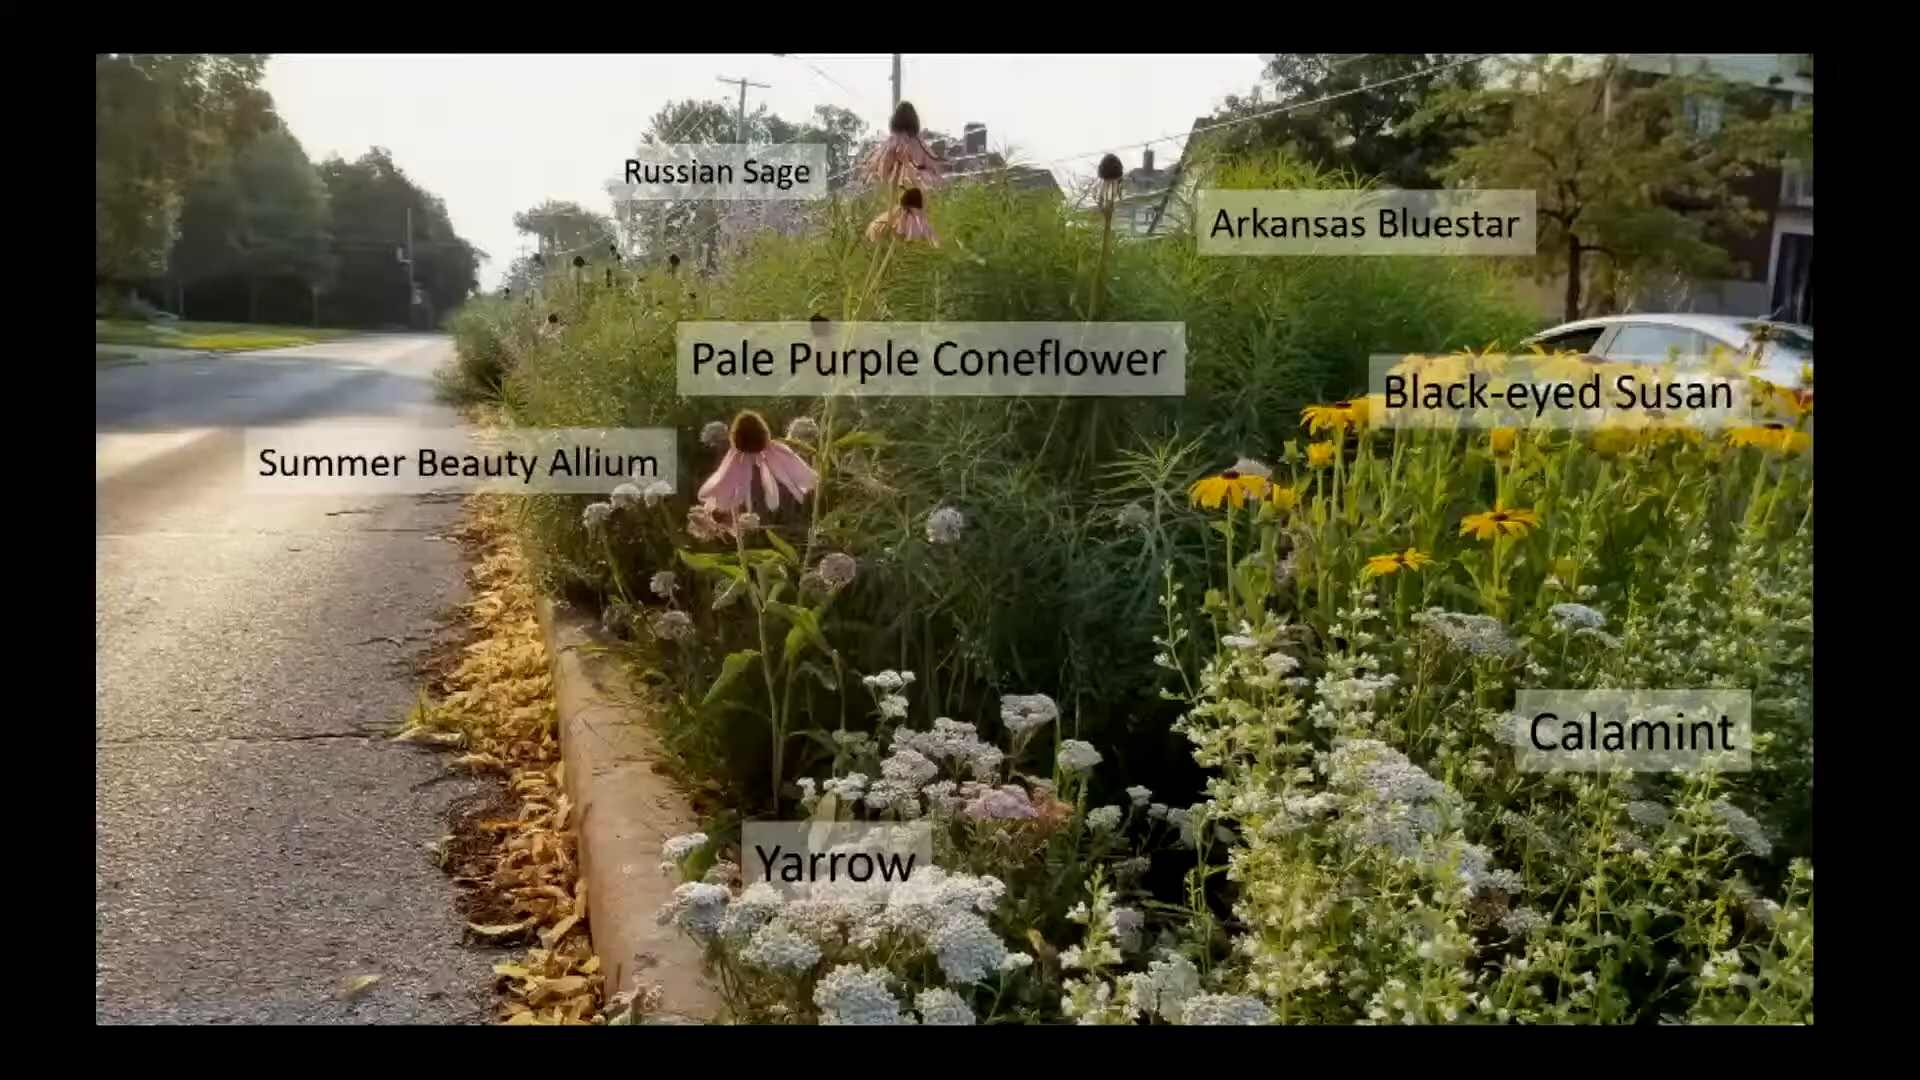 Russian Sage
Arkansas Bluestar
Pale Purple Coneflower
Black-eyed Susan
Summer Beauty Allium
Calamint
Yarrow